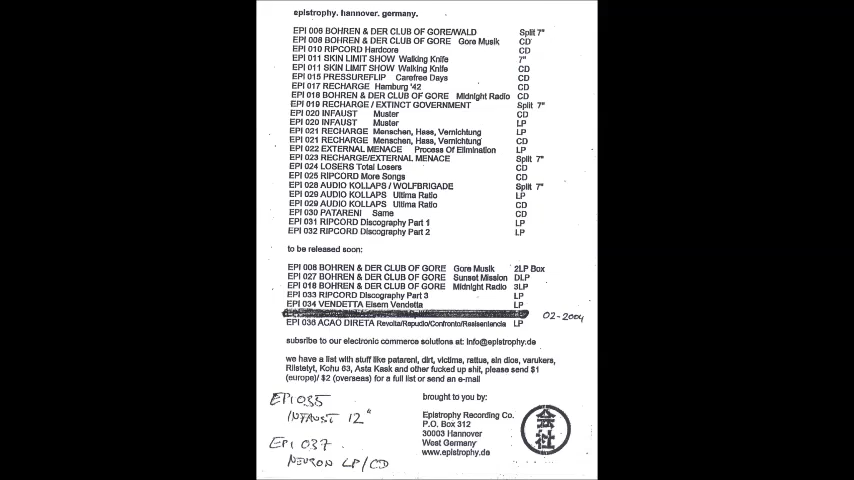 epistrophy. hannover. germany.
EPI 006 BOHREN & DER CLUB OF GORE/WALD Split 7"
EPI 008 BOHREN & DER CLUB OF GORE Gore Musik CD
EPI 010 RIPCORD Hardcore CD
EPI 011 SKIN LIMIT SHOW Walking Knife 7"
EPI 011 SKIN LIMIT SHOW Walking Knife CD
EPI 015 PRESSUREFLIP Carefree Days CD
EPI 017 RECHARGE Hamburg '42 CD
EPI 018 BOHREN & DER CLUB OF GORE Midnight Radio CD
EPI 019 RECHARGE / EXTINCT GOVERNMENT Split 7"
EPI 020 INFAUST Muster CD
EPI 020 INFAUST Muster LP
EPI 021 RECHARGE Menschen, Hass, Vernichtung LP
EPI 021 RECHARGE Menschen, Hass, Vernichtung CD
EPI 022 EXTERNAL MENACE Process Of Elimination LP
EPI 023 RECHARGE/EXTERNAL MENACE Split 7"
EPI 024 LOSERS Total Losers CD
EPI 025 RIPCORD More Songs CD
EPI 028 AUDIO KOLLAPS / WOLFBRIGADE Split 7"
EPI 029 AUDIO KOLLAPS Ultima Ratio LP
EPI 029 AUDIO KOLLAPS Ultima Ratio CD
EPI 030 PATARENI Same CD
EPI 031 RIPCORD Discography Part 1 LP
EPI 032 RIPCORD Discography Part 2 LP
to be released soon:
EPI 008 BOHREN & DER CLUB OF GORE Gore Musik 2LP Box
EPI 027 BOHREN & DER CLUB OF GORE Sunset Mission DLP
EPI 018 BOHREN & DER CLUB OF GORE Midnight Radio 3LP
EPI 033 RIPCORD Discography Part 3 LP
EPI 034 VENDETTA Eisern Vendetta LP
02-2004
EPI 036 ACAO DIRETA Revolta/Repudio/Confronto/Resisentencia LP
subsribe to our electronic commerce solutions at: info@epistrophy.de
we have a list with stuff like patareni, dirt, victims, rattus, sin dios, varukers,
Riistetyt, Kohu 63, Asta Kask and other fucked up shit, please send $1
(europe)/ $2 (overseas) for a full list or send an e-mail
EPI 035
INFAUST 12"
EPI 037
NEURON LP/CD
brought to you by:
Epistrophy Recording Co.
P.O. Box 312
30003 Hannover
West Germany
www.epistrophy.de
会社